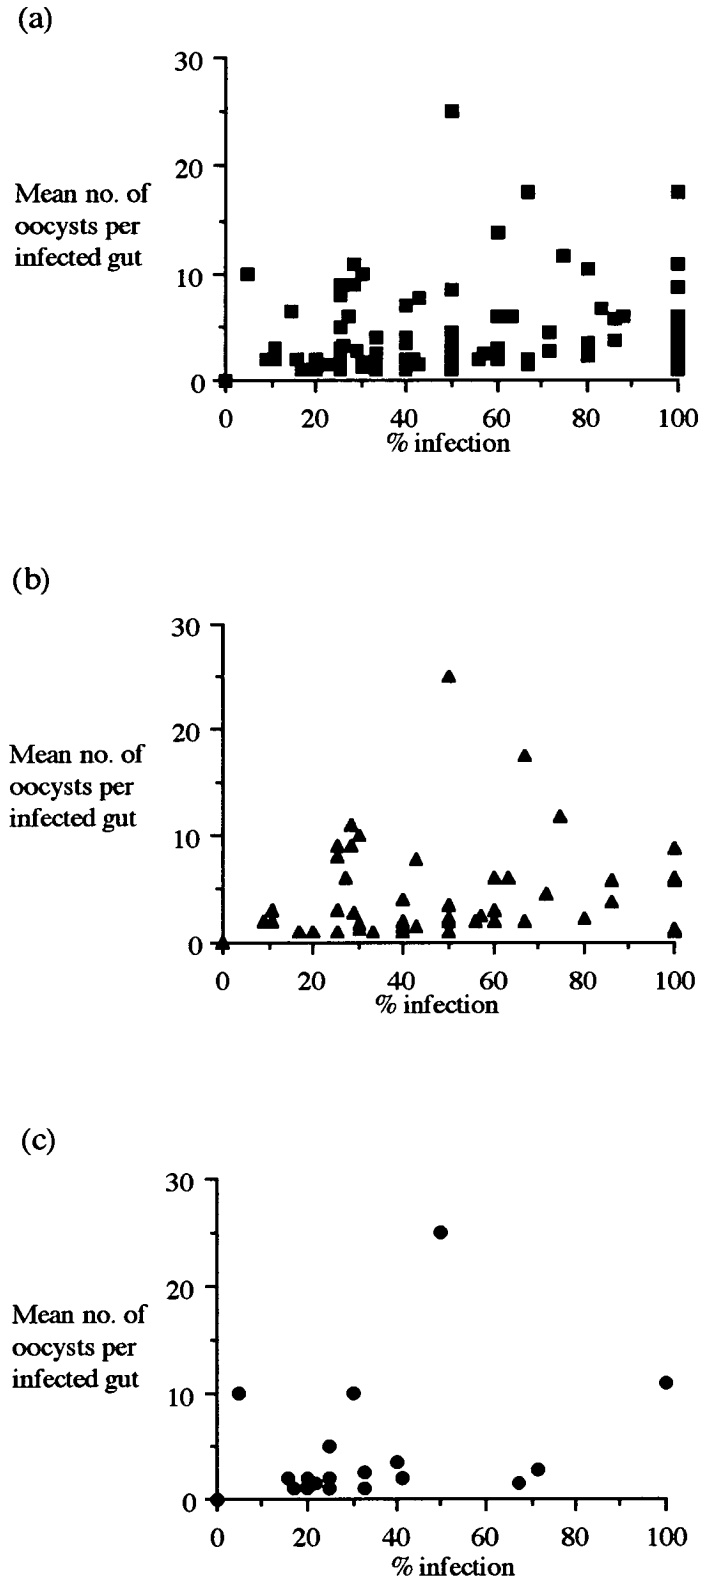 (a)
30
20
Mean no. of
oocysts per
infected gut
10
0
0 20 40 60 80 100
% infection
(b)
30
20
Mean no. of
oocysts per
infected gut
10
0
0 20 40 60 80 100
% infection
(c)
30
20
Mean no. of
oocysts per
infected gut
10
0
0 20 40 60 80 100
% infection